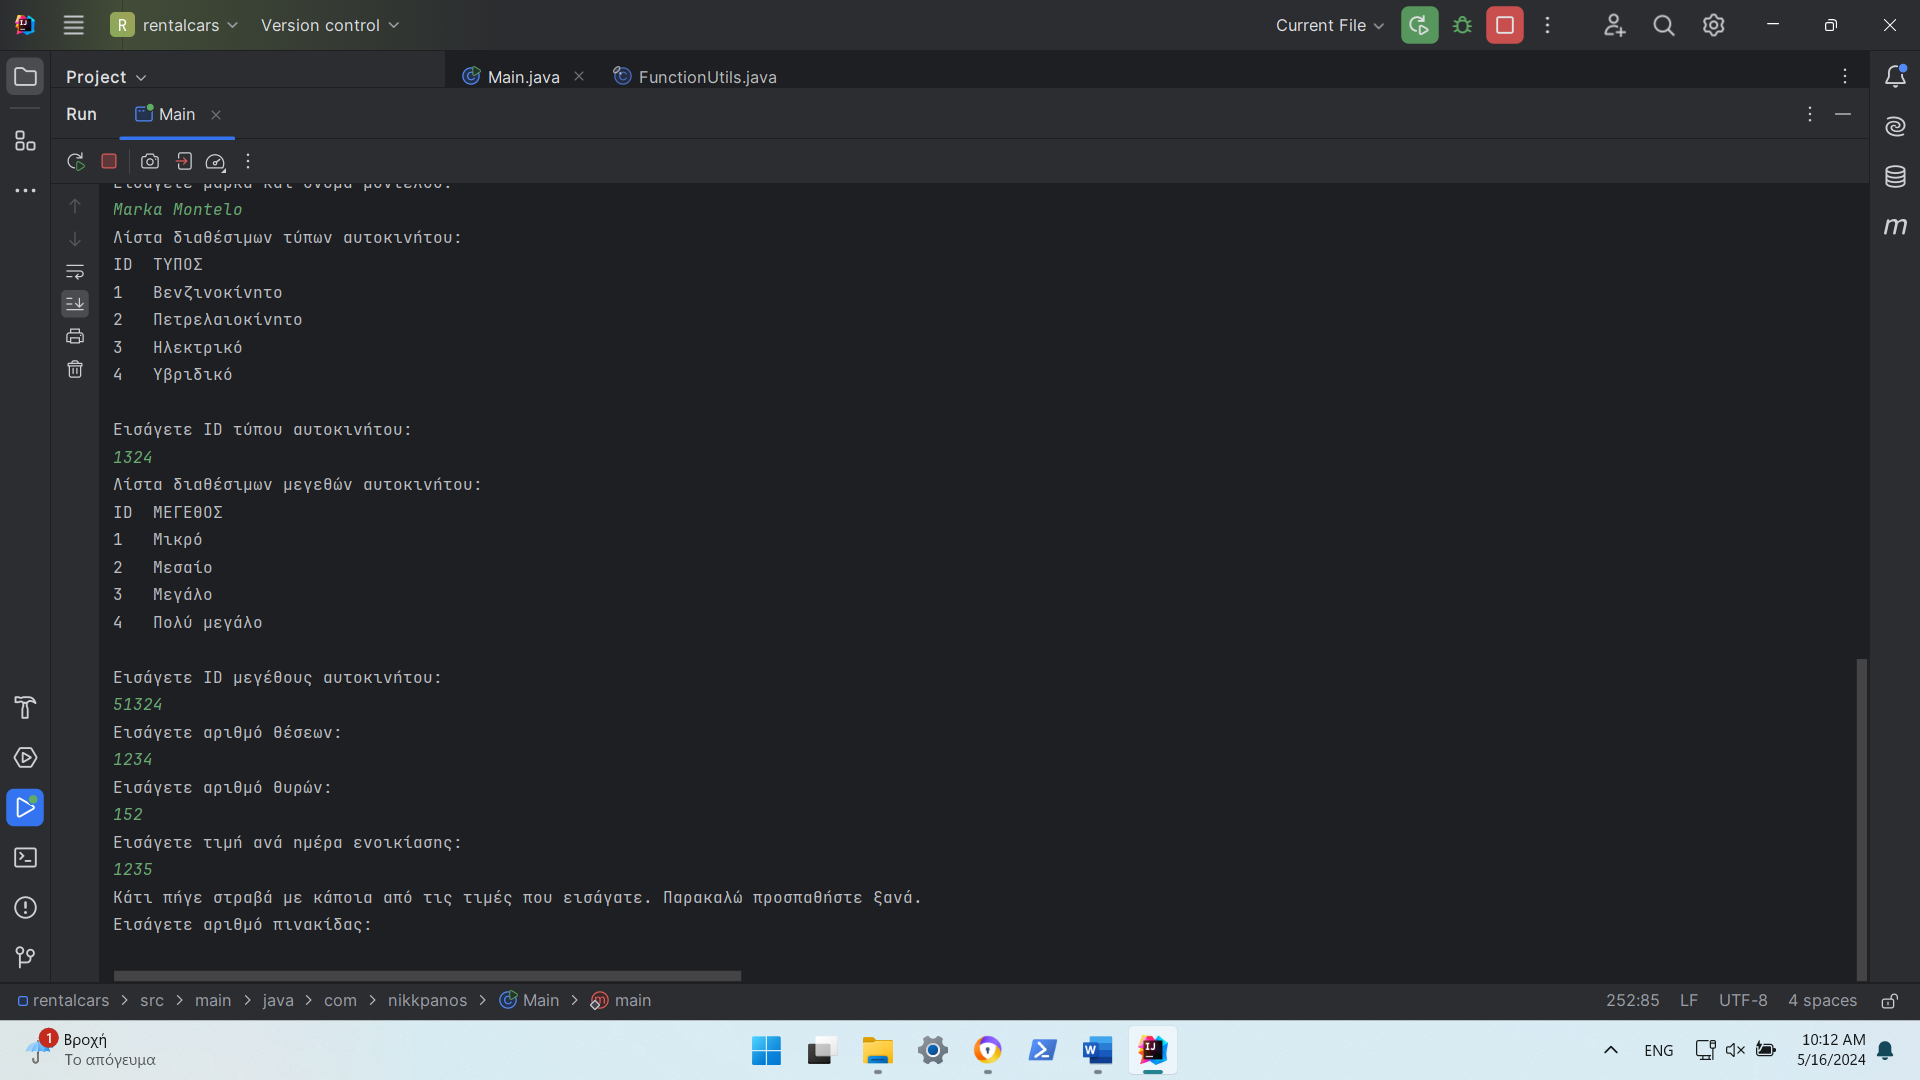 R rentalcars Version control Current File
Project Main.java FunctionUtils.java
Run Main
Εισάγετε μάρκα και όνομα μοντέλου:
Marka Montelo
Λίστα διαθέσιμων τύπων αυτοκινήτου:
ID ΤΥΠΟΣ
1 Βενζινοκίνητο
2 Πετρελαιοκίνητο
3 Ηλεκτρικό
4 Υβριδικό
Εισάγετε ID τύπου αυτοκινήτου:
1324
Λίστα διαθέσιμων μεγεθών αυτοκινήτου:
ID ΜΕΓΕΘΟΣ
1 Μικρό
2 Μεσαίο
3 Μεγάλο
4 Πολύ μεγάλο
Εισάγετε ID μεγέθους αυτοκινήτου:
51324
Εισάγετε αριθμό θέσεων:
1234
Εισάγετε αριθμό θυρών:
152
Εισάγετε τιμή ανά ημέρα ενοικίασης:
1235
Κάτι πήγε στραβά με κάποια από τις τιμές που εισάγατε. Παρακαλώ προσπαθήστε ξανά.
Εισάγετε αριθμό πινακίδας:
rentalcars > src > main > java > com > nikkpanos > Main > main 252:85 LF UTF-8 4 spaces
1 Βροχή
Το απόγευμα
ENG 10:12 AM
5/16/2024